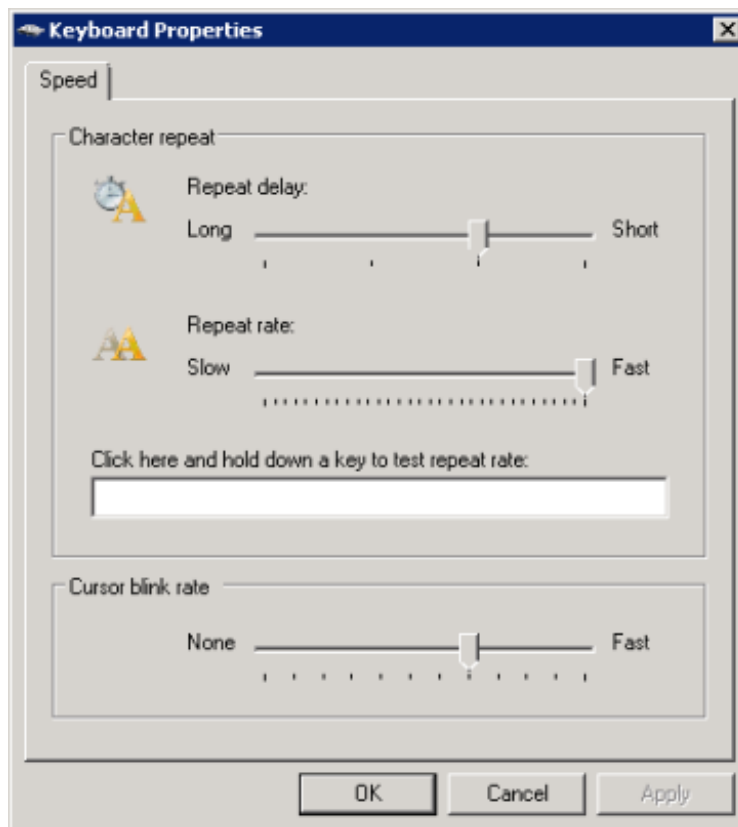 Keyboard Properties
Speed
Character repeat
Repeat delay:
Long Short
Repeat rate:
Slow Fast
Click here and hold down a key to test repeat rate:
Cursor blink rate
None Fast
OK Cancel Apply